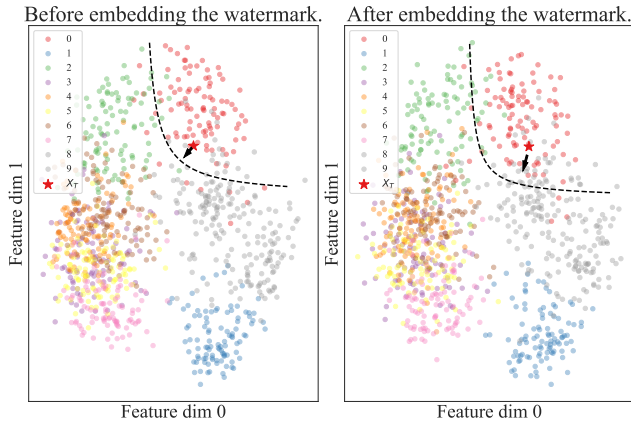 Before embedding the watermark.
0
1
2
3
4
5
6
7
8
9
X_T
Feature dim 1
Feature dim 0
After embedding the watermark.
0
1
2
3
4
5
6
7
8
9
X_T
Feature dim 1
Feature dim 0